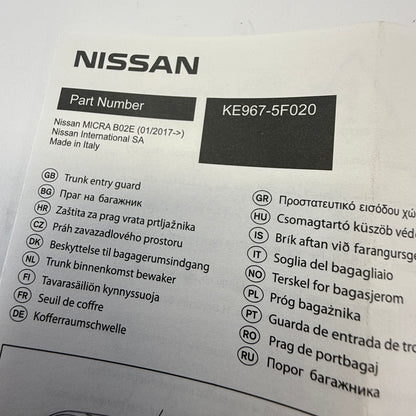 NISSAN
Part Number
KE967-5F020
Nissan MICRA B02E (01/2017->)
Nissan International SA
Made in Italy
GB Trunk entry guard
BG Праг на багажник
HR Zaštita za prag vrata prtljažnika
CZ Práh zavazadlového prostoru
DK Beskyttelse til bagagerumsindgang
NL Trunk binnenkomst bewaker
FI Tavarasäiliön kynnyssuoja
FR Seuil de coffre
DE Kofferraumschwelle
GR Προστατευτικό εισόδου
HU Csomagtartó küszöb
IS Brík aftan við
IT Soglia del bagagliaio
NO Terskel for bagasjerom
PL Próg bagażnika
PT Guarda de entrada de
RO Prag de portbagaj
RU Порог багажника